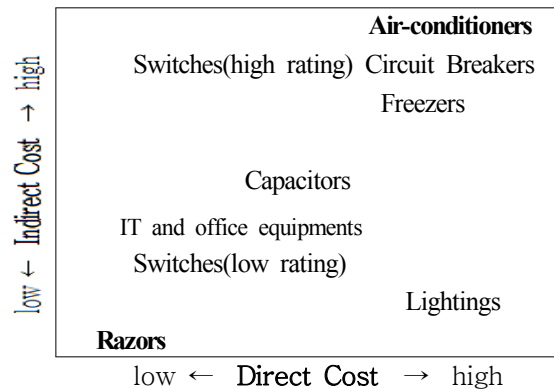 Air-conditioners
Switches(high rating) Circuit Breakers
Freezers
Capacitors
IT and office equipments
Switches(low rating)
Lightings
Razors
low ← Indirect Cost → high
low ← Direct Cost → high